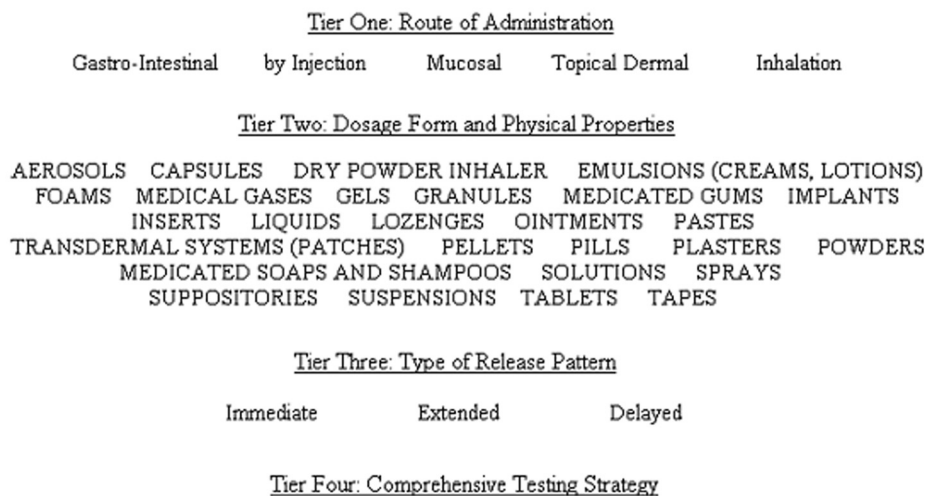 Tier One: Route of Administration
Gastro-Intestinal by Injection Mucosal Topical Dermal Inhalation
Tier Two: Dosage Form and Physical Properties
AEROSOLS CAPSULES DRY POWDER INHALER EMULSIONS (CREAMS, LOTIONS)
FOAMS MEDICAL GASES GELS GRANULES MEDICATED GUMS IMPLANTS
INSERTS LIQUIDS LOZENGES OINTMENTS PASTES
TRANSDERMAL SYSTEMS (PATCHES) PELLETS PILLS PLASTERS POWDERS
MEDICATED SOAPS AND SHAMPOOS SOLUTIONS SPRAYS
SUPPOSITORIES SUSPENSIONS TABLETS TAPES
Tier Three: Type of Release Pattern
Immediate Extended Delayed
Tier Four: Comprehensive Testing Strategy